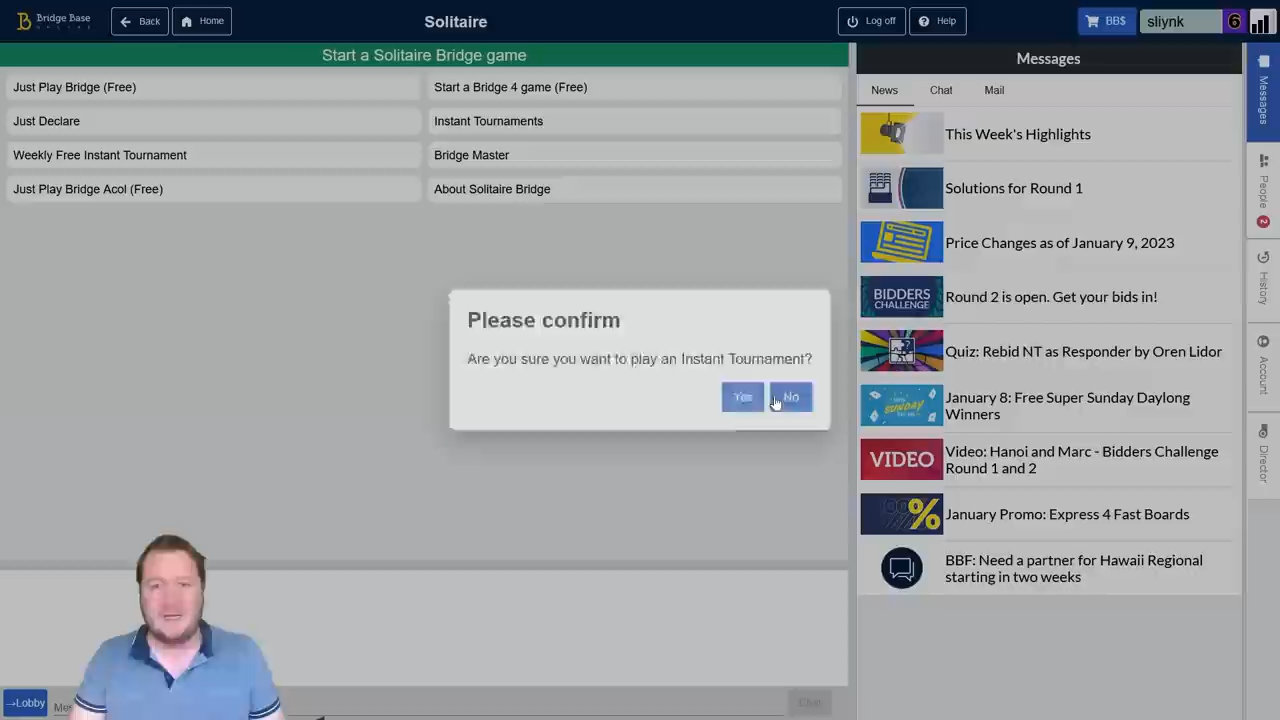 Bridge Base
Back
Home
Solitaire
Log off
Help
BB$
sliynk
6
Start a Solitaire Bridge game
Just Play Bridge (Free)
Start a Bridge 4 game (Free)
Just Declare
Instant Tournaments
Weekly Free Instant Tournament
Bridge Master
Just Play Bridge Acol (Free)
About Solitaire Bridge
Please confirm
Are you sure you want to play an Instant Tournament?
Yes
No
→Lobby
Mes
Chat
Messages
News
Chat
Mail
This Week's Highlights
Solutions for Round 1
Price Changes as of January 9, 2023
BIDDERS
CHALLENGE
Round 2 is open. Get your bids in!
Quiz: Rebid NT as Responder by Oren Lidor
SUNDAY
January 8: Free Super Sunday Daylong
Winners
VIDEO
Video: Hanoi and Marc - Bidders Challenge
Round 1 and 2
100%
%
January Promo: Express 4 Fast Boards
BBF: Need a partner for Hawaii Regional
starting in two weeks
Messages
People
2
History
Account
Director